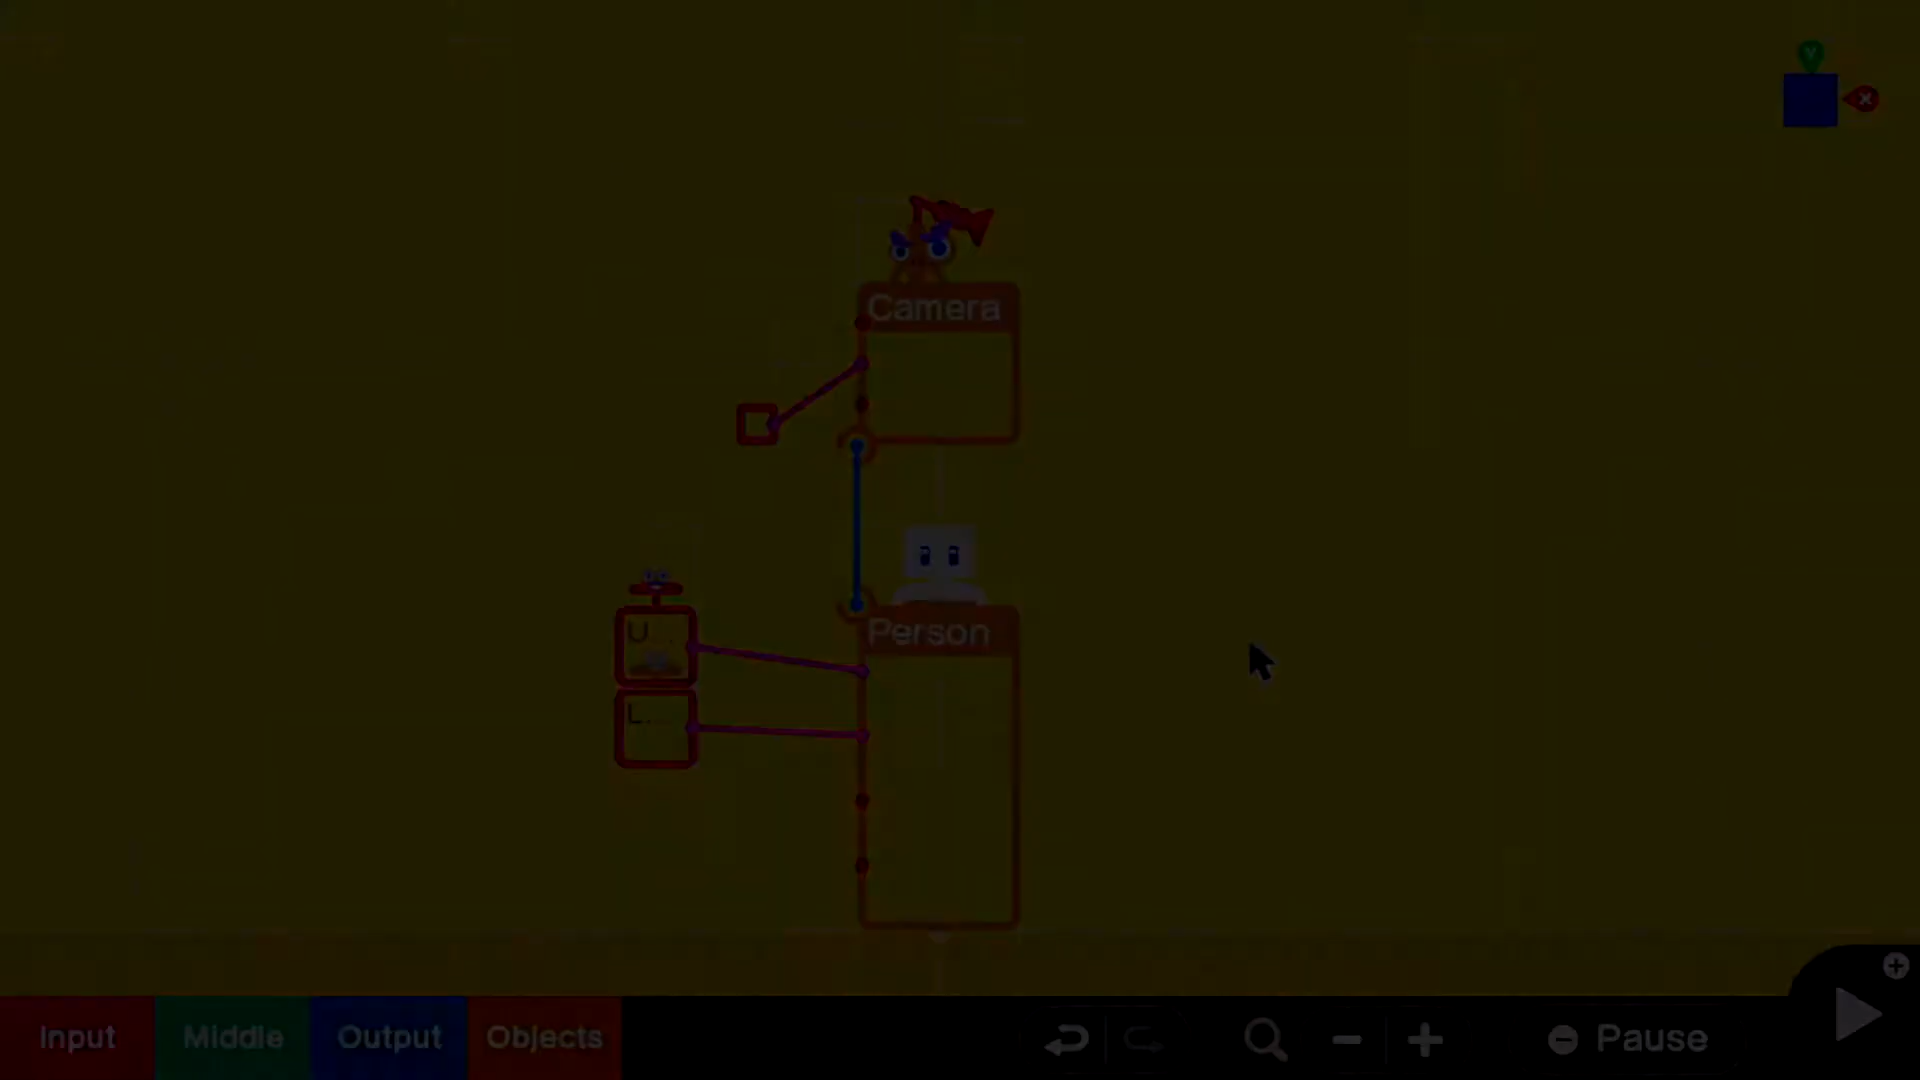 Y
X
Camera
U...
Person
L...
Input
Middle
Output
Objects
Pause